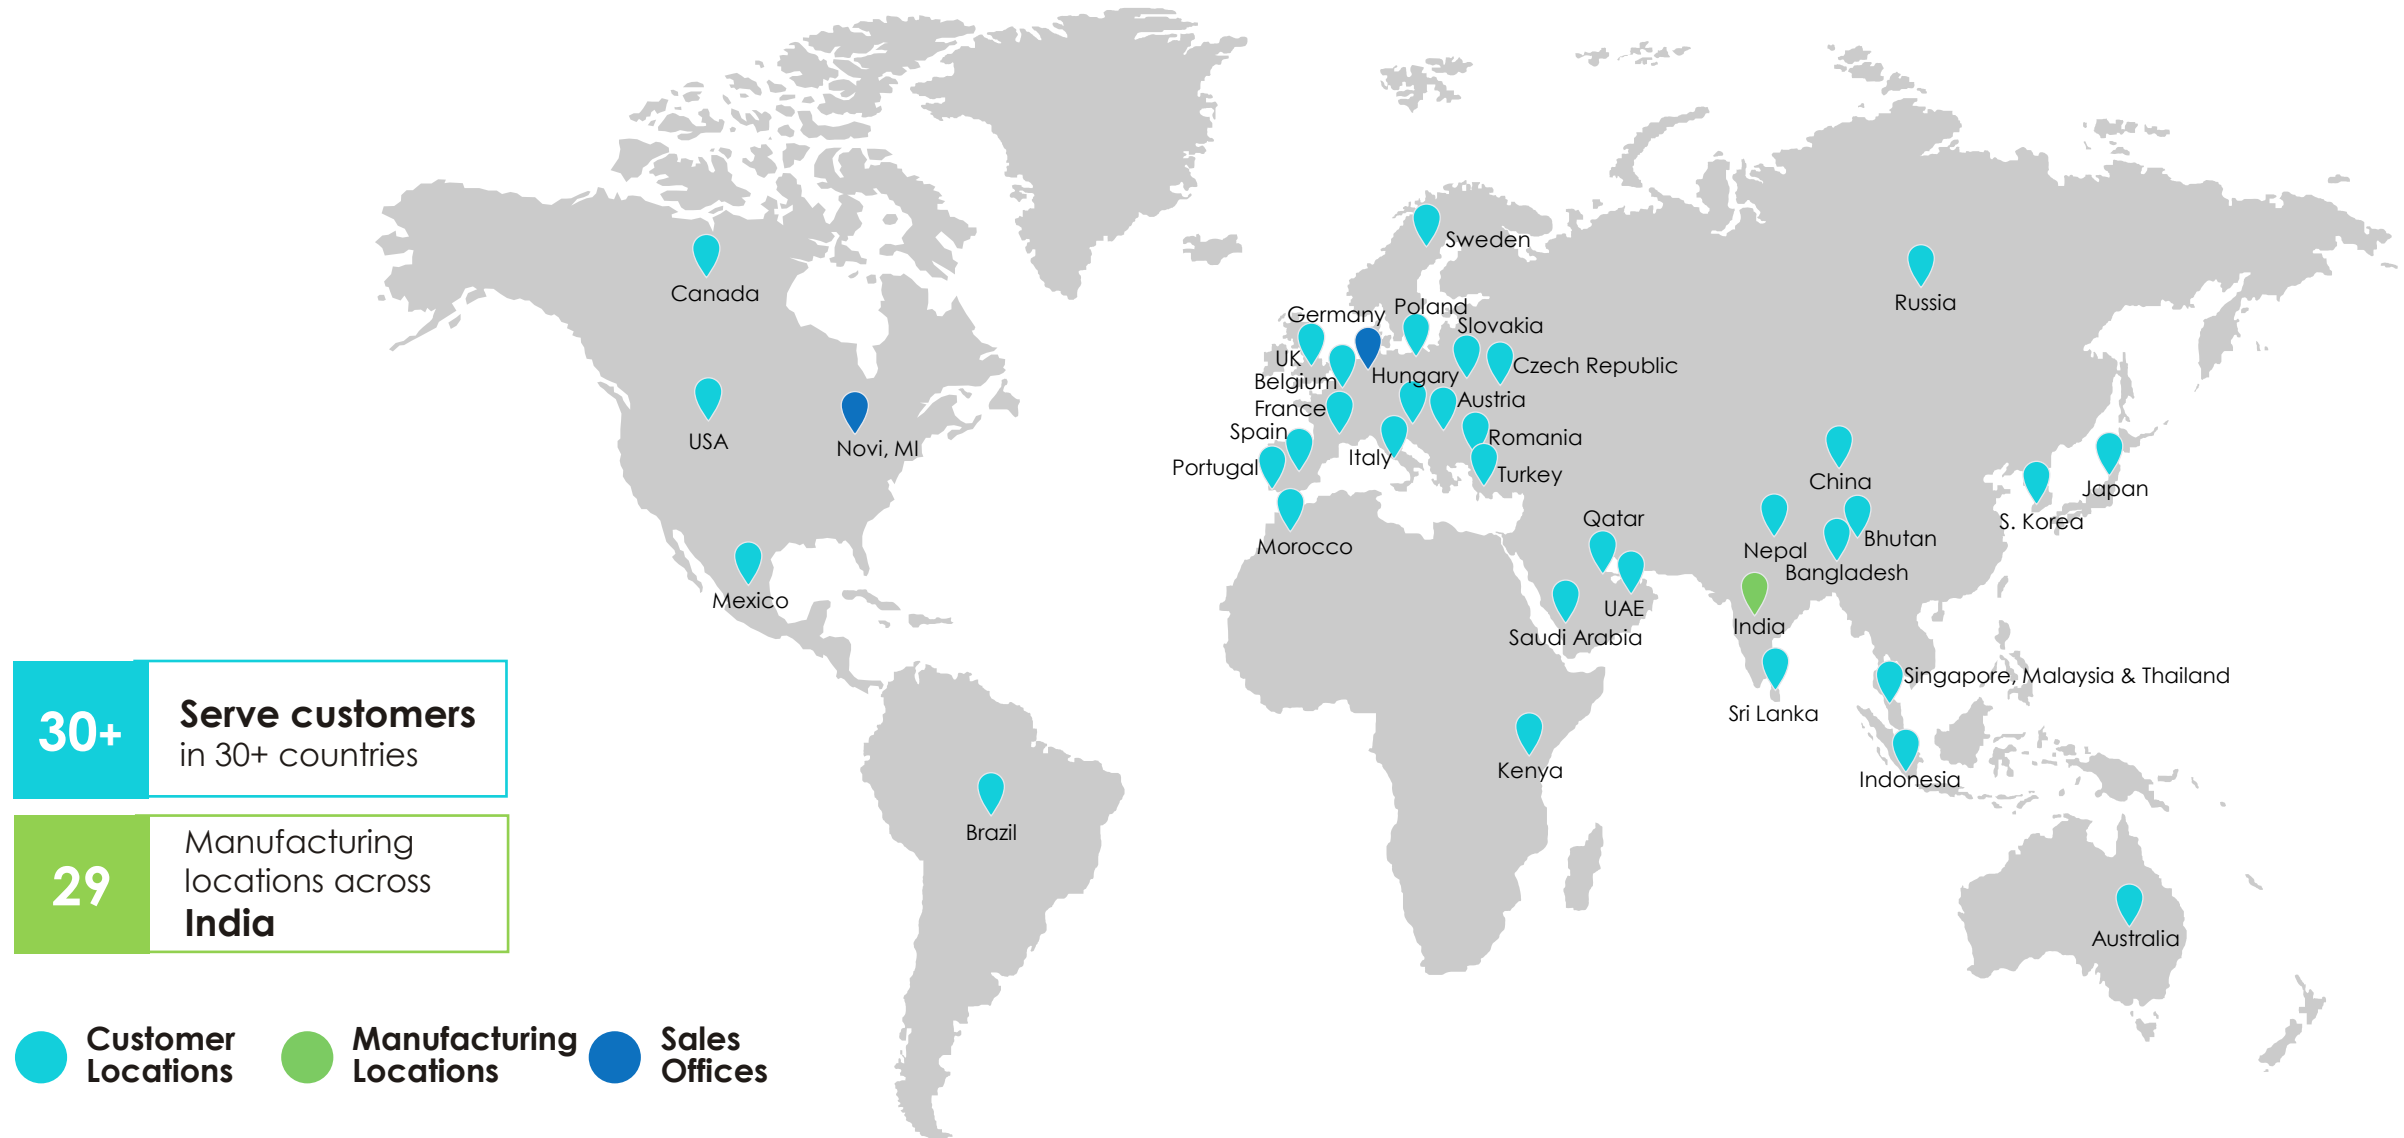 Canada
USA
Novi, MI
Mexico
Brazil
Sweden
Germany
Poland
Slovakia
UK
Czech Republic
Belgium
Hungary
France
Austria
Spain
Romania
Italy
Portugal
Turkey
Morocco
Russia
China
Japan
S. Korea
Qatar
Nepal
Bhutan
Bangladesh
UAE
Saudi Arabia
India
Sri Lanka
Singapore, Malaysia & Thailand
Kenya
Indonesia
Australia
30+
Serve customers
in 30+ countries
29
Manufacturing
locations across
India
Customer
Locations
Manufacturing
Locations
Sales
Offices